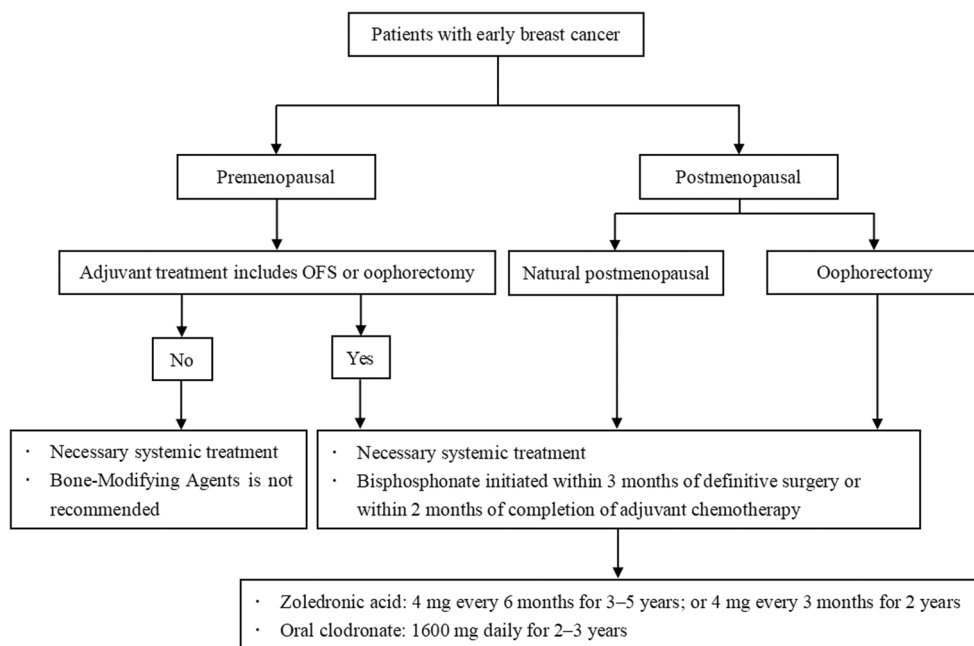 Patients with early breast cancer
Premenopausal
Postmenopausal
Adjuvant treatment includes OFS or oophorectomy
Natural postmenopausal
Oophorectomy
No
Yes
· Necessary systemic treatment
· Bone-Modifying Agents is not
recommended
· Necessary systemic treatment
· Bisphosphonate initiated within 3 months of definitive surgery or
within 2 months of completion of adjuvant chemotherapy
· Zoledronic acid: 4 mg every 6 months for 3–5 years; or 4 mg every 3 months for 2 years
· Oral clodronate: 1600 mg daily for 2–3 years